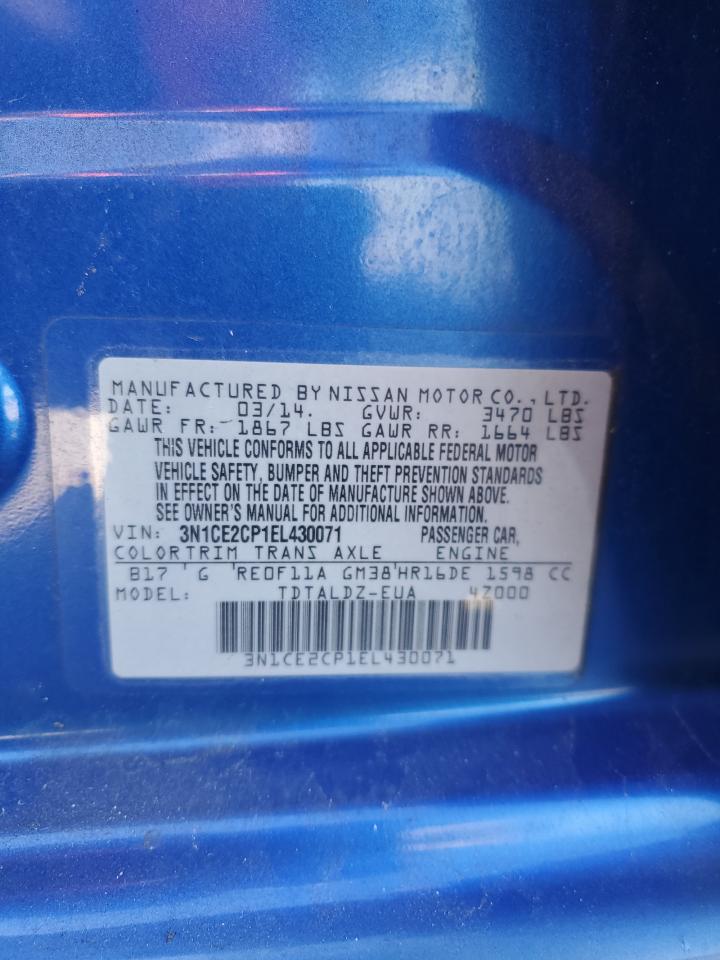 MANUFACTURED BY NISSAN MOTOR CO., LTD.
DATE: 03/14. GVWR: 3470 LBS
GAWR FR: 1867 LBS GAWR RR: 1664 LBS
THIS VEHICLE CONFORMS TO ALL APPLICABLE FEDERAL MOTOR
VEHICLE SAFETY, BUMPER AND THEFT PREVENTION STANDARDS
IN EFFECT ON THE DATE OF MANUFACTURE SHOWN ABOVE.
SEE OWNER'S MANUAL FOR ADDITIONAL INFORMATION.
VIN: 3N1CE2CP1EL430071 PASSENGER CAR,
COLOR TRIM TRANS AXLE ENGINE
B17 G RE0F11A GM38 HR16DE 1598 CC
MODEL: TDTALDZ-EUA 4Z000
3N1CE2CP1EL430071